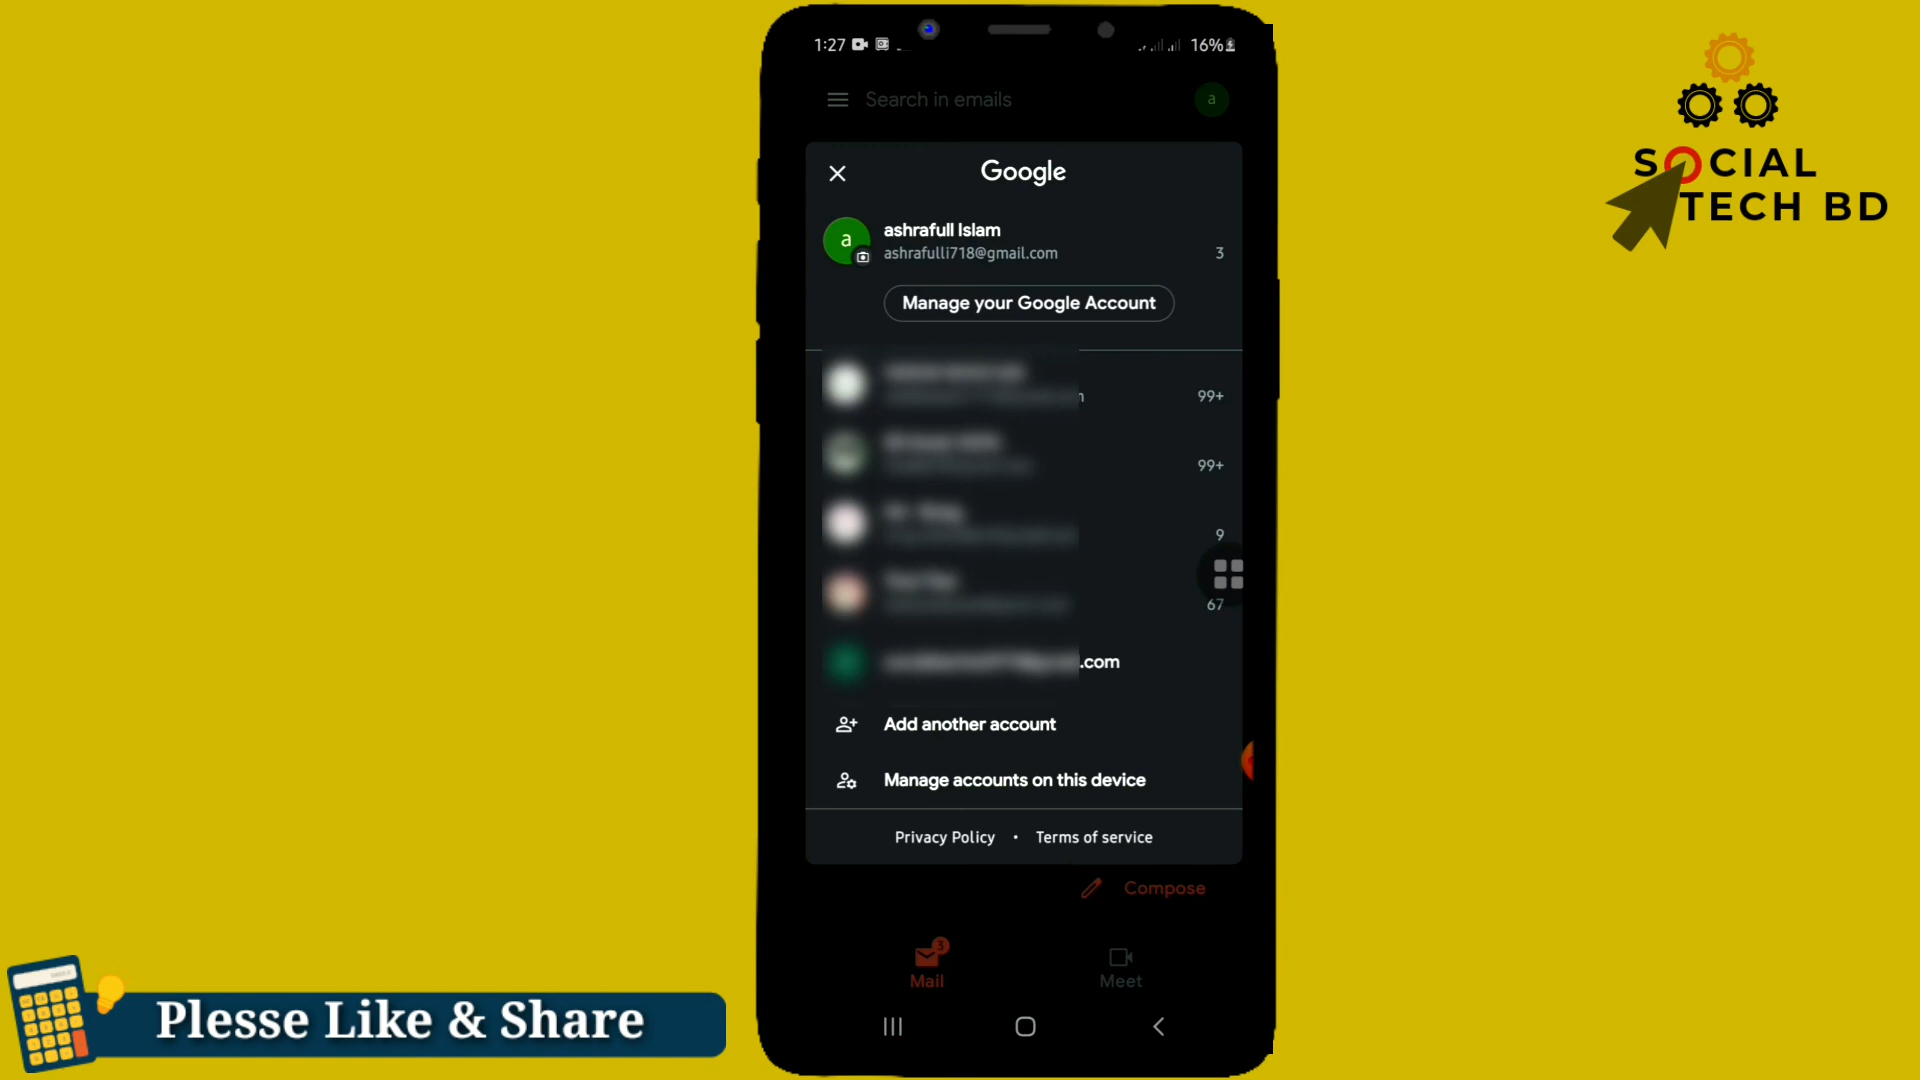 1:27
16%
Search in emails
a
Google
a
ashrafull Islam
ashrafulli718@gmail.com
3
Manage your Google Account
99+
99+
9
67
.com
Add another account
Manage accounts on this device
Privacy Policy • Terms of service
Compose
3
Mail
Meet
SOCIAL
TECH BD
Plesse Like & Share